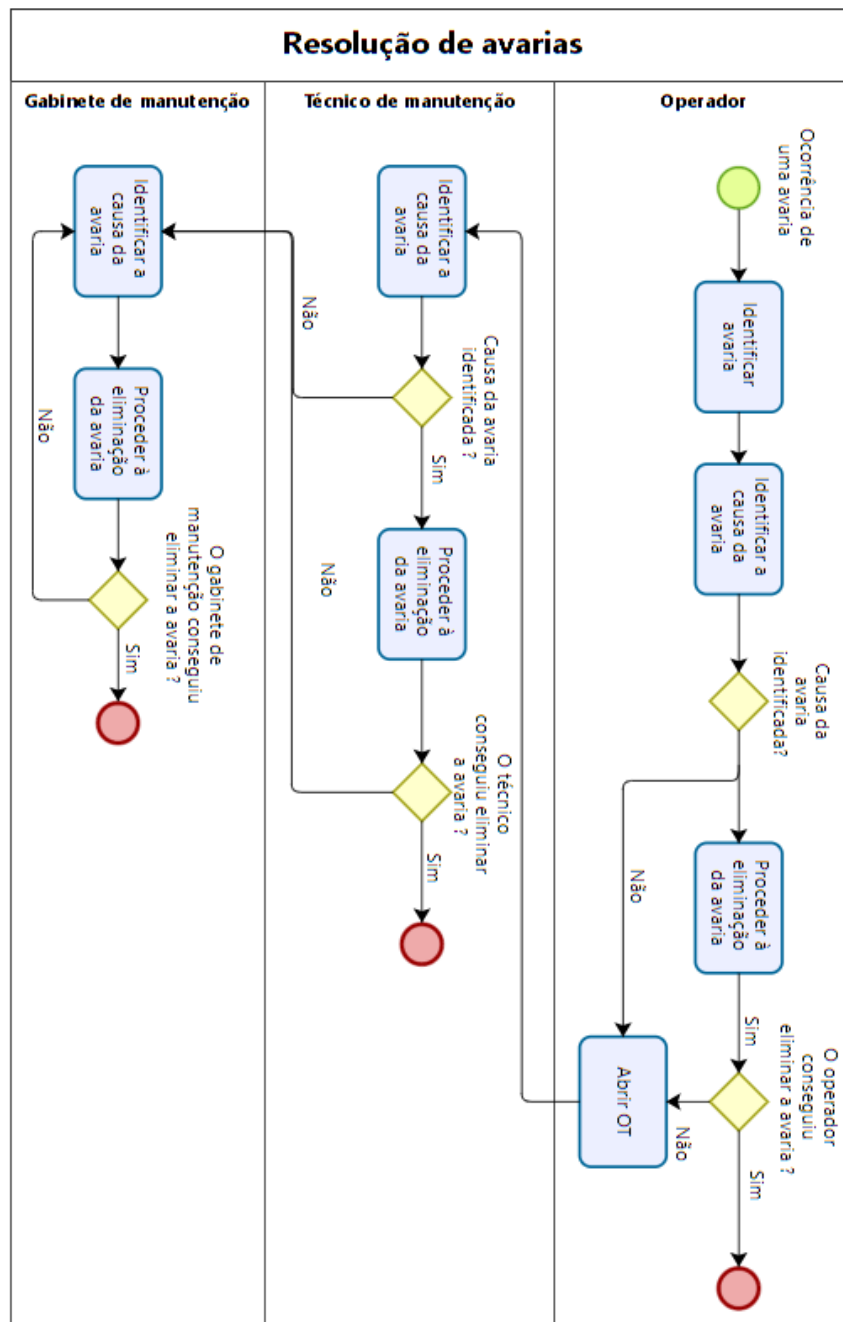 Resolução de avarias
Gabinete de manutenção
Técnico de manutenção
Operador
Ocorrência de
uma avaria
Identificar
avaria
Identificar a
causa da
avaria
Causa da
avaria
identificada?
Não
Proceder à
eliminação
da avaria
Sim
O operador
conseguiu
eliminar a avaria ?
Não
Sim
Abrir OT
Identificar a
causa da
avaria
Causa da avaria
identificada ?
Não
Sim
Proceder à
eliminação
da avaria
O técnico
conseguiu eliminar
a avaria ?
Não
Sim
Identificar a
causa da
avaria
Proceder à
eliminação
da avaria
O gabinete de
manutenção conseguiu
eliminar a avaria ?
Não
Sim